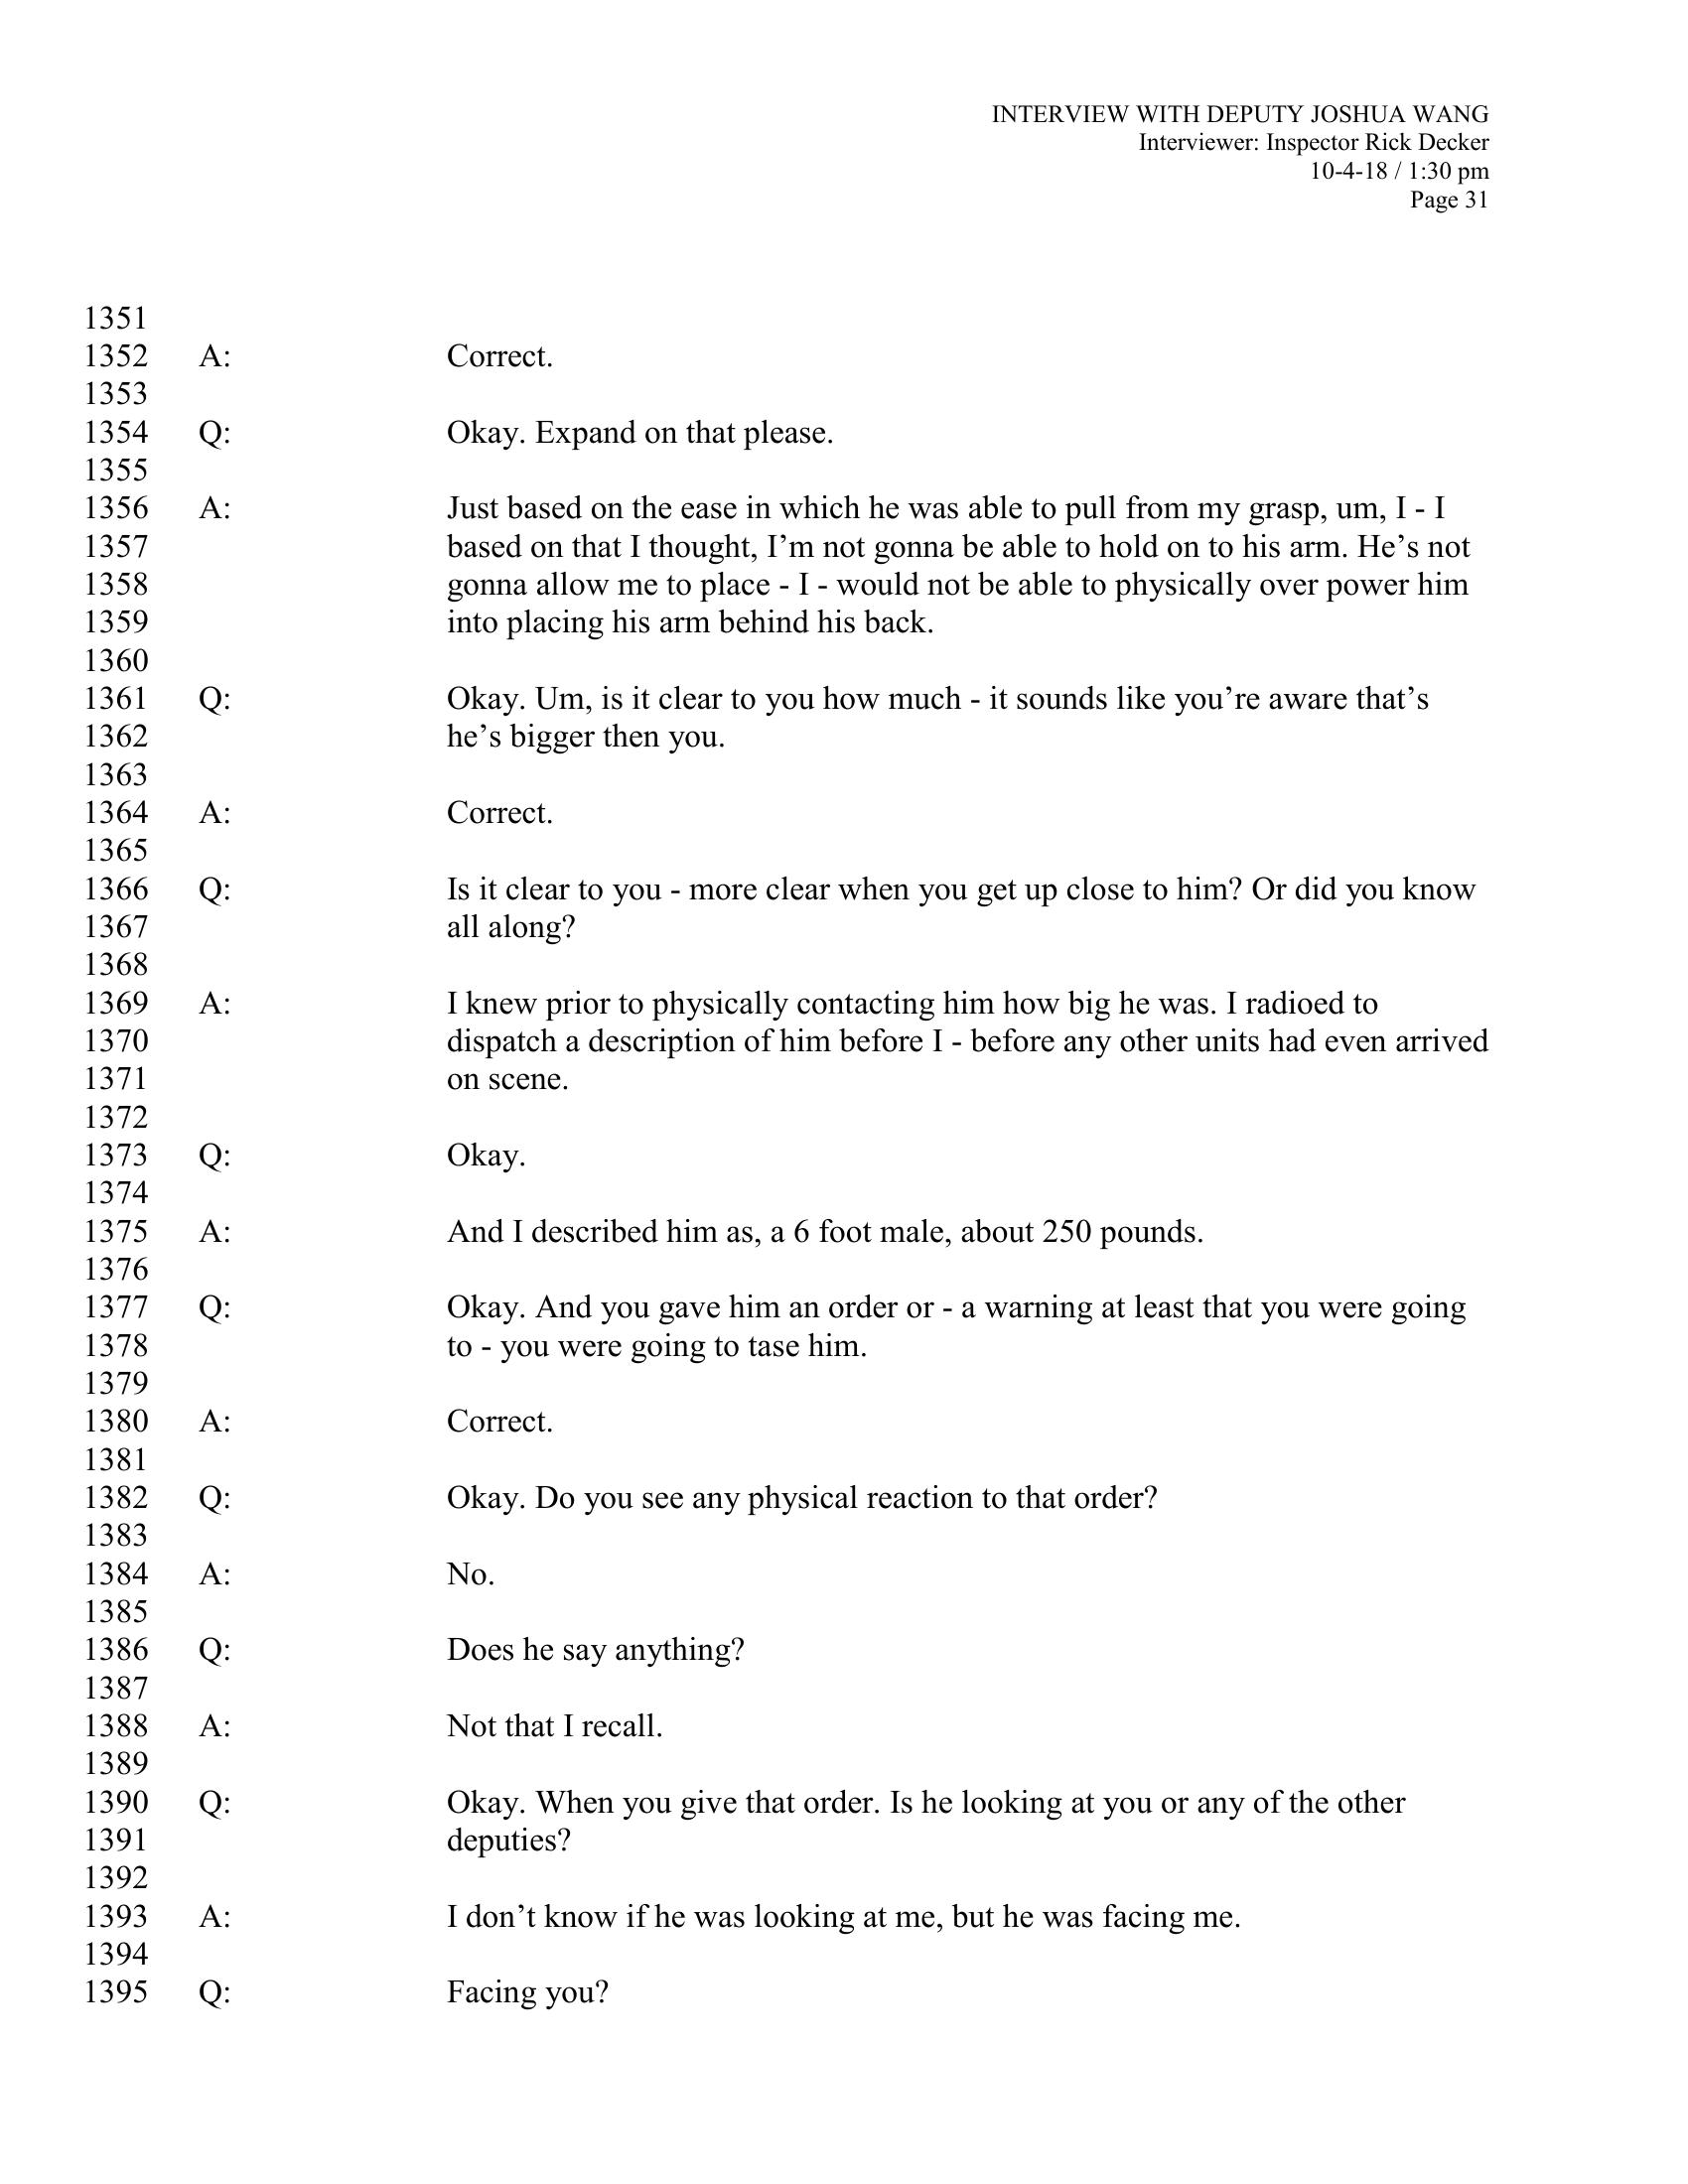 INTERVIEW WITH DEPUTY JOSHUA WANG
Interviewer: Inspector Rick Decker
10-4-18 / 1:30 pm
Page 31
1351
1352 A: Correct.
1353
1354 Q: Okay. Expand on that please.
1355
1356 A: Just based on the ease in which he was able to pull from my grasp, um, I - I
1357 based on that I thought, I’m not gonna be able to hold on to his arm. He’s not
1358 gonna allow me to place - I - would not be able to physically over power him
1359 into placing his arm behind his back.
1360
1361 Q: Okay. Um, is it clear to you how much - it sounds like you’re aware that’s
1362 he’s bigger then you.
1363
1364 A: Correct.
1365
1366 Q: Is it clear to you - more clear when you get up close to him? Or did you know
1367 all along?
1368
1369 A: I knew prior to physically contacting him how big he was. I radioed to
1370 dispatch a description of him before I - before any other units had even arrived
1371 on scene.
1372
1373 Q: Okay.
1374
1375 A: And I described him as, a 6 foot male, about 250 pounds.
1376
1377 Q: Okay. And you gave him an order or - a warning at least that you were going
1378 to - you were going to tase him.
1379
1380 A: Correct.
1381
1382 Q: Okay. Do you see any physical reaction to that order?
1383
1384 A: No.
1385
1386 Q: Does he say anything?
1387
1388 A: Not that I recall.
1389
1390 Q: Okay. When you give that order. Is he looking at you or any of the other
1391 deputies?
1392
1393 A: I don’t know if he was looking at me, but he was facing me.
1394
1395 Q: Facing you?